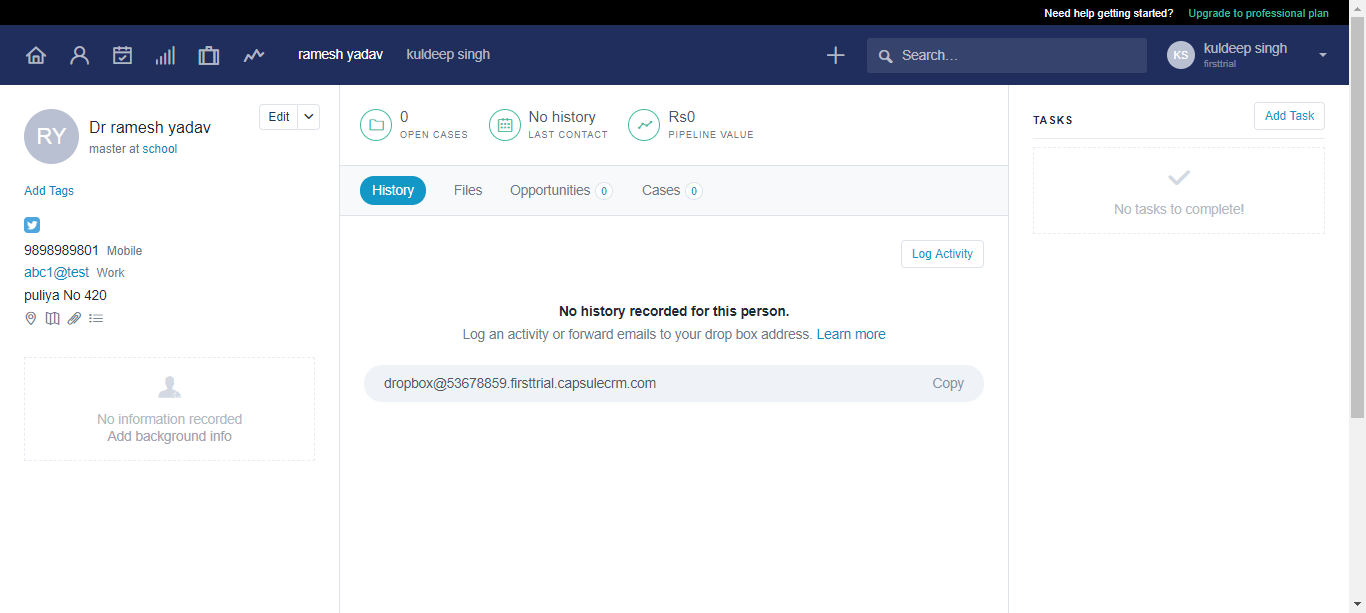 Need help getting started? Upgrade to professional plan
ramesh yadav kuldeep singh Search... KS kuldeep singh
firsttrial
RY Dr ramesh yadav
master at school
Edit
Add Tags
9898989801 Mobile
abc1@test Work
puliya No 420
No information recorded
Add background info
0
OPEN CASES
No history
LAST CONTACT
Rs0
PIPELINE VALUE
History Files Opportunities 0 Cases 0
Log Activity
No history recorded for this person.
Log an activity or forward emails to your drop box address. Learn more
dropbox@53678859.firsttrial.capsulecrm.com Copy
TASKS Add Task
No tasks to complete!